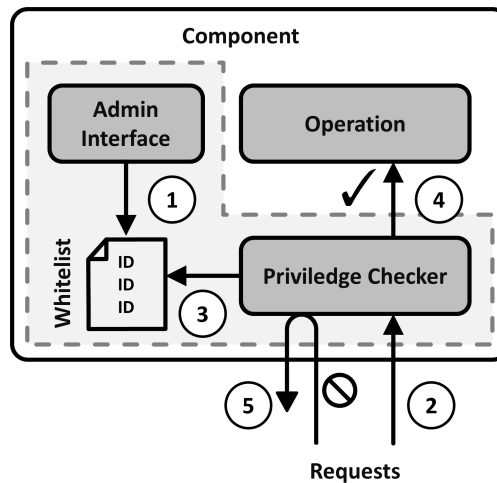 Component
Admin
Interface
Operation
1
4
Whitelist
ID
ID
ID
Priviledge Checker
3
5
2
Requests